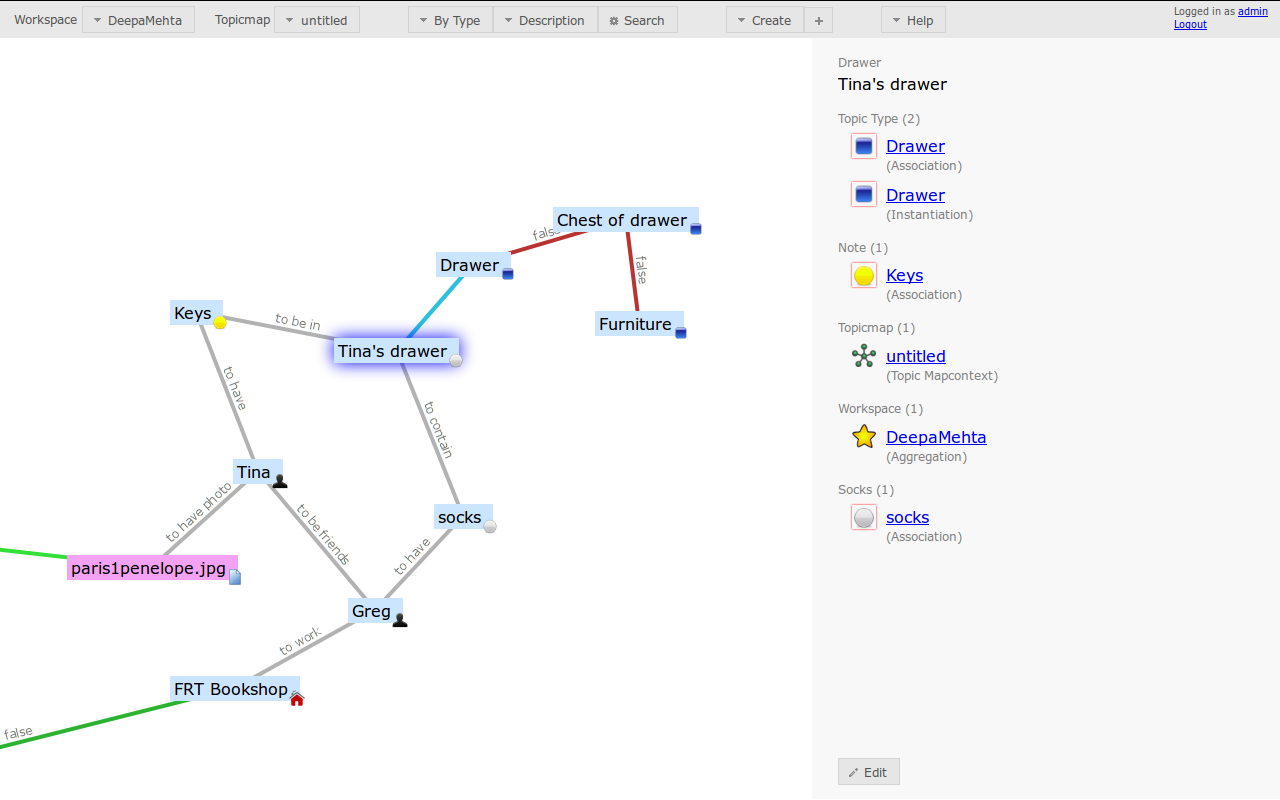 Workspace DeepaMehta Topicmap untitled By Type Description Search Create + Help
Logged in as admin
Logout
Chest of drawer
false
Drawer
false
Furniture
Keys
to be in
Tina's drawer
to have
to contain
Tina
to have photo
to be friends
socks
to have
paris1penelope.jpg
Greg
to work
FRT Bookshop
false
Drawer
Tina's drawer
Topic Type (2)
Drawer
(Association)
Drawer
(Instantiation)
Note (1)
Keys
(Association)
Topicmap (1)
untitled
(Topic Mapcontext)
Workspace (1)
DeepaMehta
(Aggregation)
Socks (1)
socks
(Association)
Edit